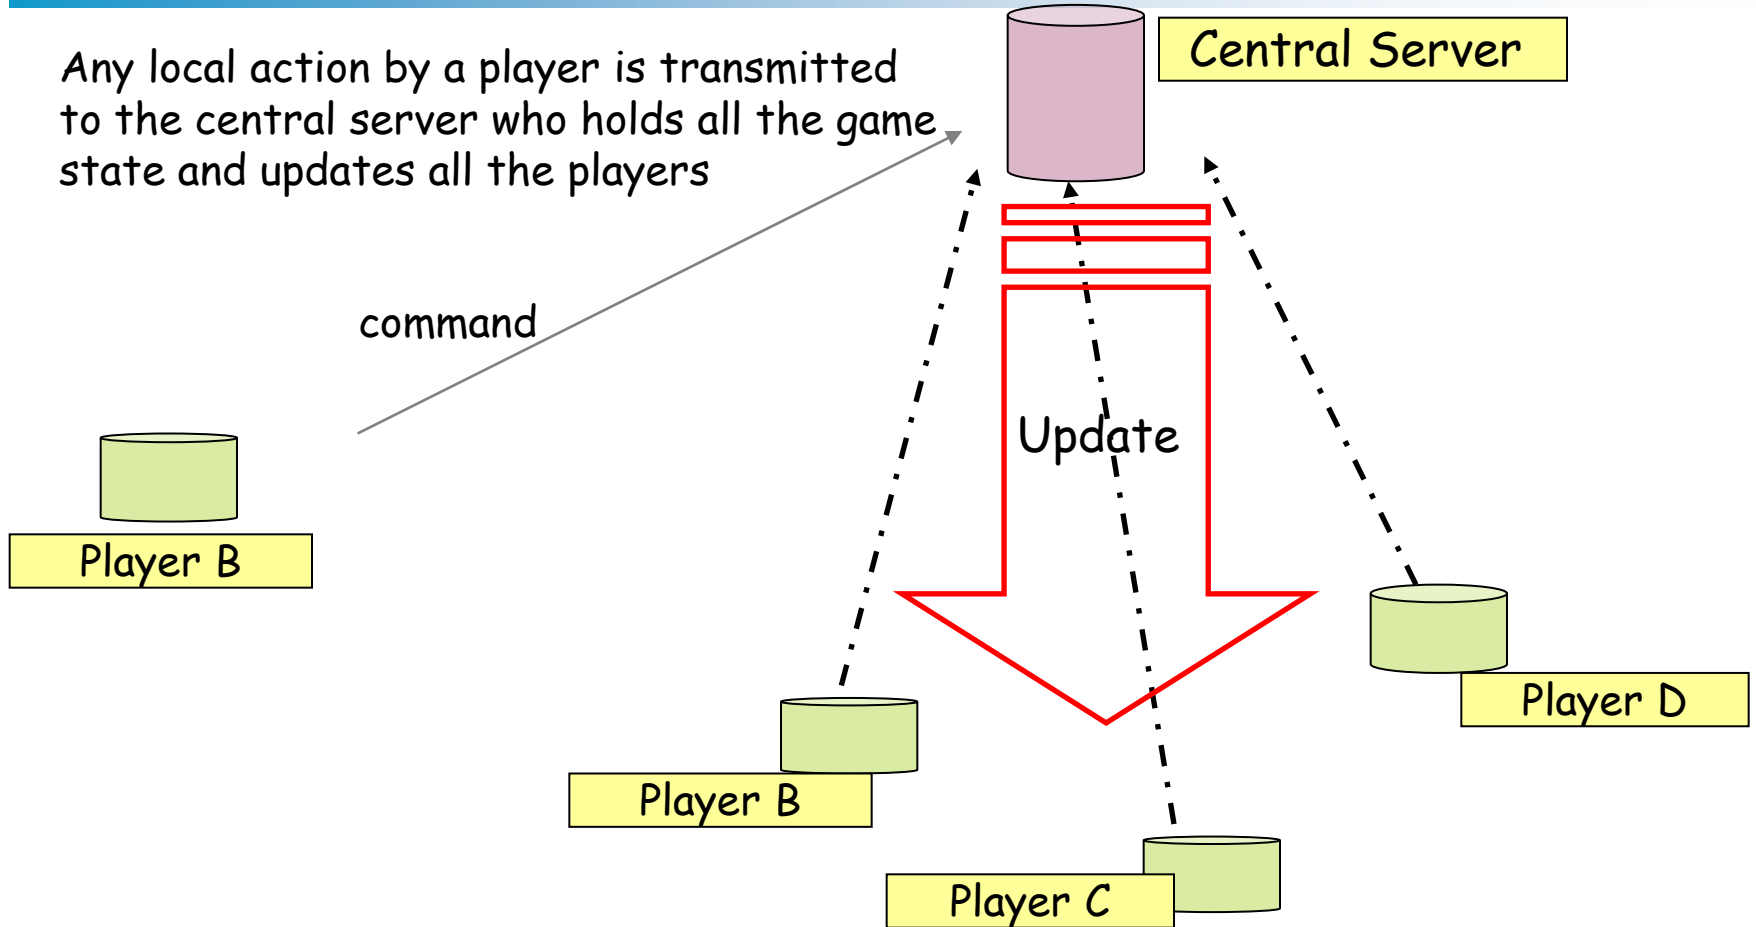 Central Server
Any local action by a player is transmitted
to the central server who holds all the game
state and updates all the players
command
Update
Player B
Player D
Player B
Player C